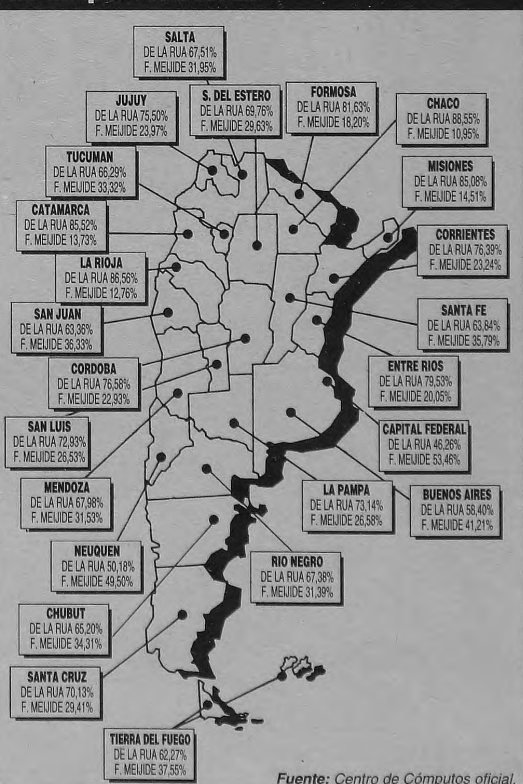 SALTA
DE LA RUA 67,51%
F. MEIJIDE 31,95%
JUJUY
DE LA RUA 75,50%
F. MEIJIDE 23,97%
S. DEL ESTERO
DE LA RUA 69,76%
F. MEIJIDE 29,63%
FORMOSA
DE LA RUA 81,63%
F. MEIJIDE 18,20%
CHACO
DE LA RUA 88,55%
F. MEIJIDE 10,95%
TUCUMAN
DE LA RUA 66,29%
F. MEIJIDE 33,32%
MISIONES
DE LA RUA 85,08%
F. MEIJIDE 14,51%
CATAMARCA
DE LA RUA 85,52%
F. MEIJIDE 13,73%
CORRIENTES
DE LA RUA 76,39%
F. MEIJIDE 23,24%
LA RIOJA
DE LA RUA 86,56%
F. MEIJIDE 12,76%
SAN JUAN
DE LA RUA 63,36%
F. MEIJIDE 36,33%
SANTA FE
DE LA RUA 63,84%
F. MEIJIDE 35,79%
CORDOBA
DE LA RUA 76,58%
F. MEIJIDE 22,93%
ENTRE RIOS
DE LA RUA 79,53%
F. MEIJIDE 20,05%
SAN LUIS
DE LA RUA 72,93%
F. MEIJIDE 26,53%
CAPITAL FEDERAL
DE LA RUA 46,26%
F. MEIJIDE 53,46%
MENDOZA
DE LA RUA 67,98%
F. MEIJIDE 31,53%
LA PAMPA
DE LA RUA 73,14%
F. MEIJIDE 26,58%
BUENOS AIRES
DE LA RUA 58,40%
F. MEIJIDE 41,21%
NEUQUEN
DE LA RUA 50,18%
F. MEIJIDE 49,50%
RIO NEGRO
DE LA RUA 67,38%
F. MEIJIDE 31,39%
CHUBUT
DE LA RUA 65,20%
F. MEIJIDE 34,31%
SANTA CRUZ
DE LA RUA 70,13%
F. MEIJIDE 29,41%
TIERRA DEL FUEGO
DE LA RUA 62,27%
F. MEIJIDE 37,55%
Fuente: Centro de Cómputos oficial.